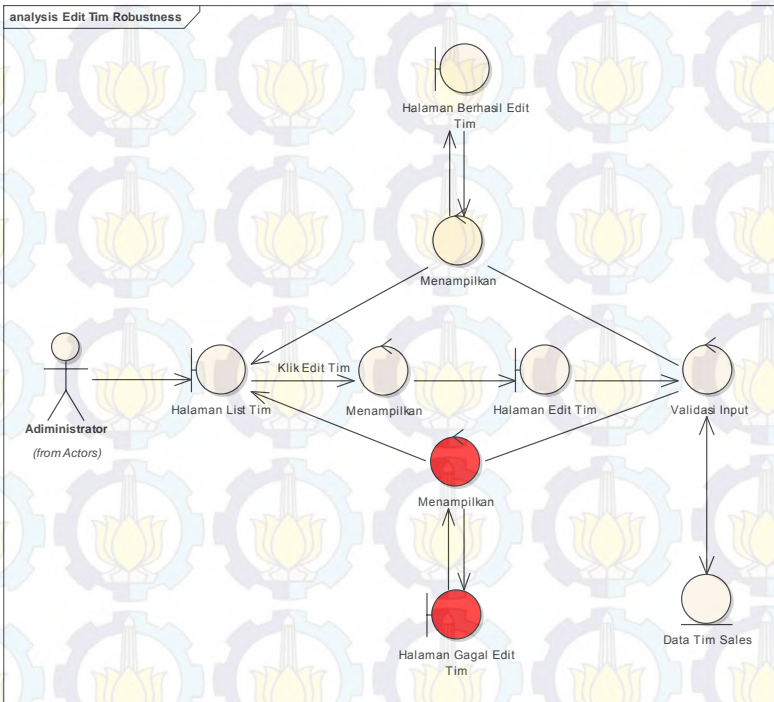 analysis Edit Tim Robustness
Halaman Berhasil Edit
Tim
Menampilkan
Klik Edit Tim
Halaman List Tim
Menampilkan
Halaman Edit Tim
Validasi Input
Adiministrator
(from Actors)
Menampilkan
Halaman Gagal Edit
Tim
Data Tim Sales